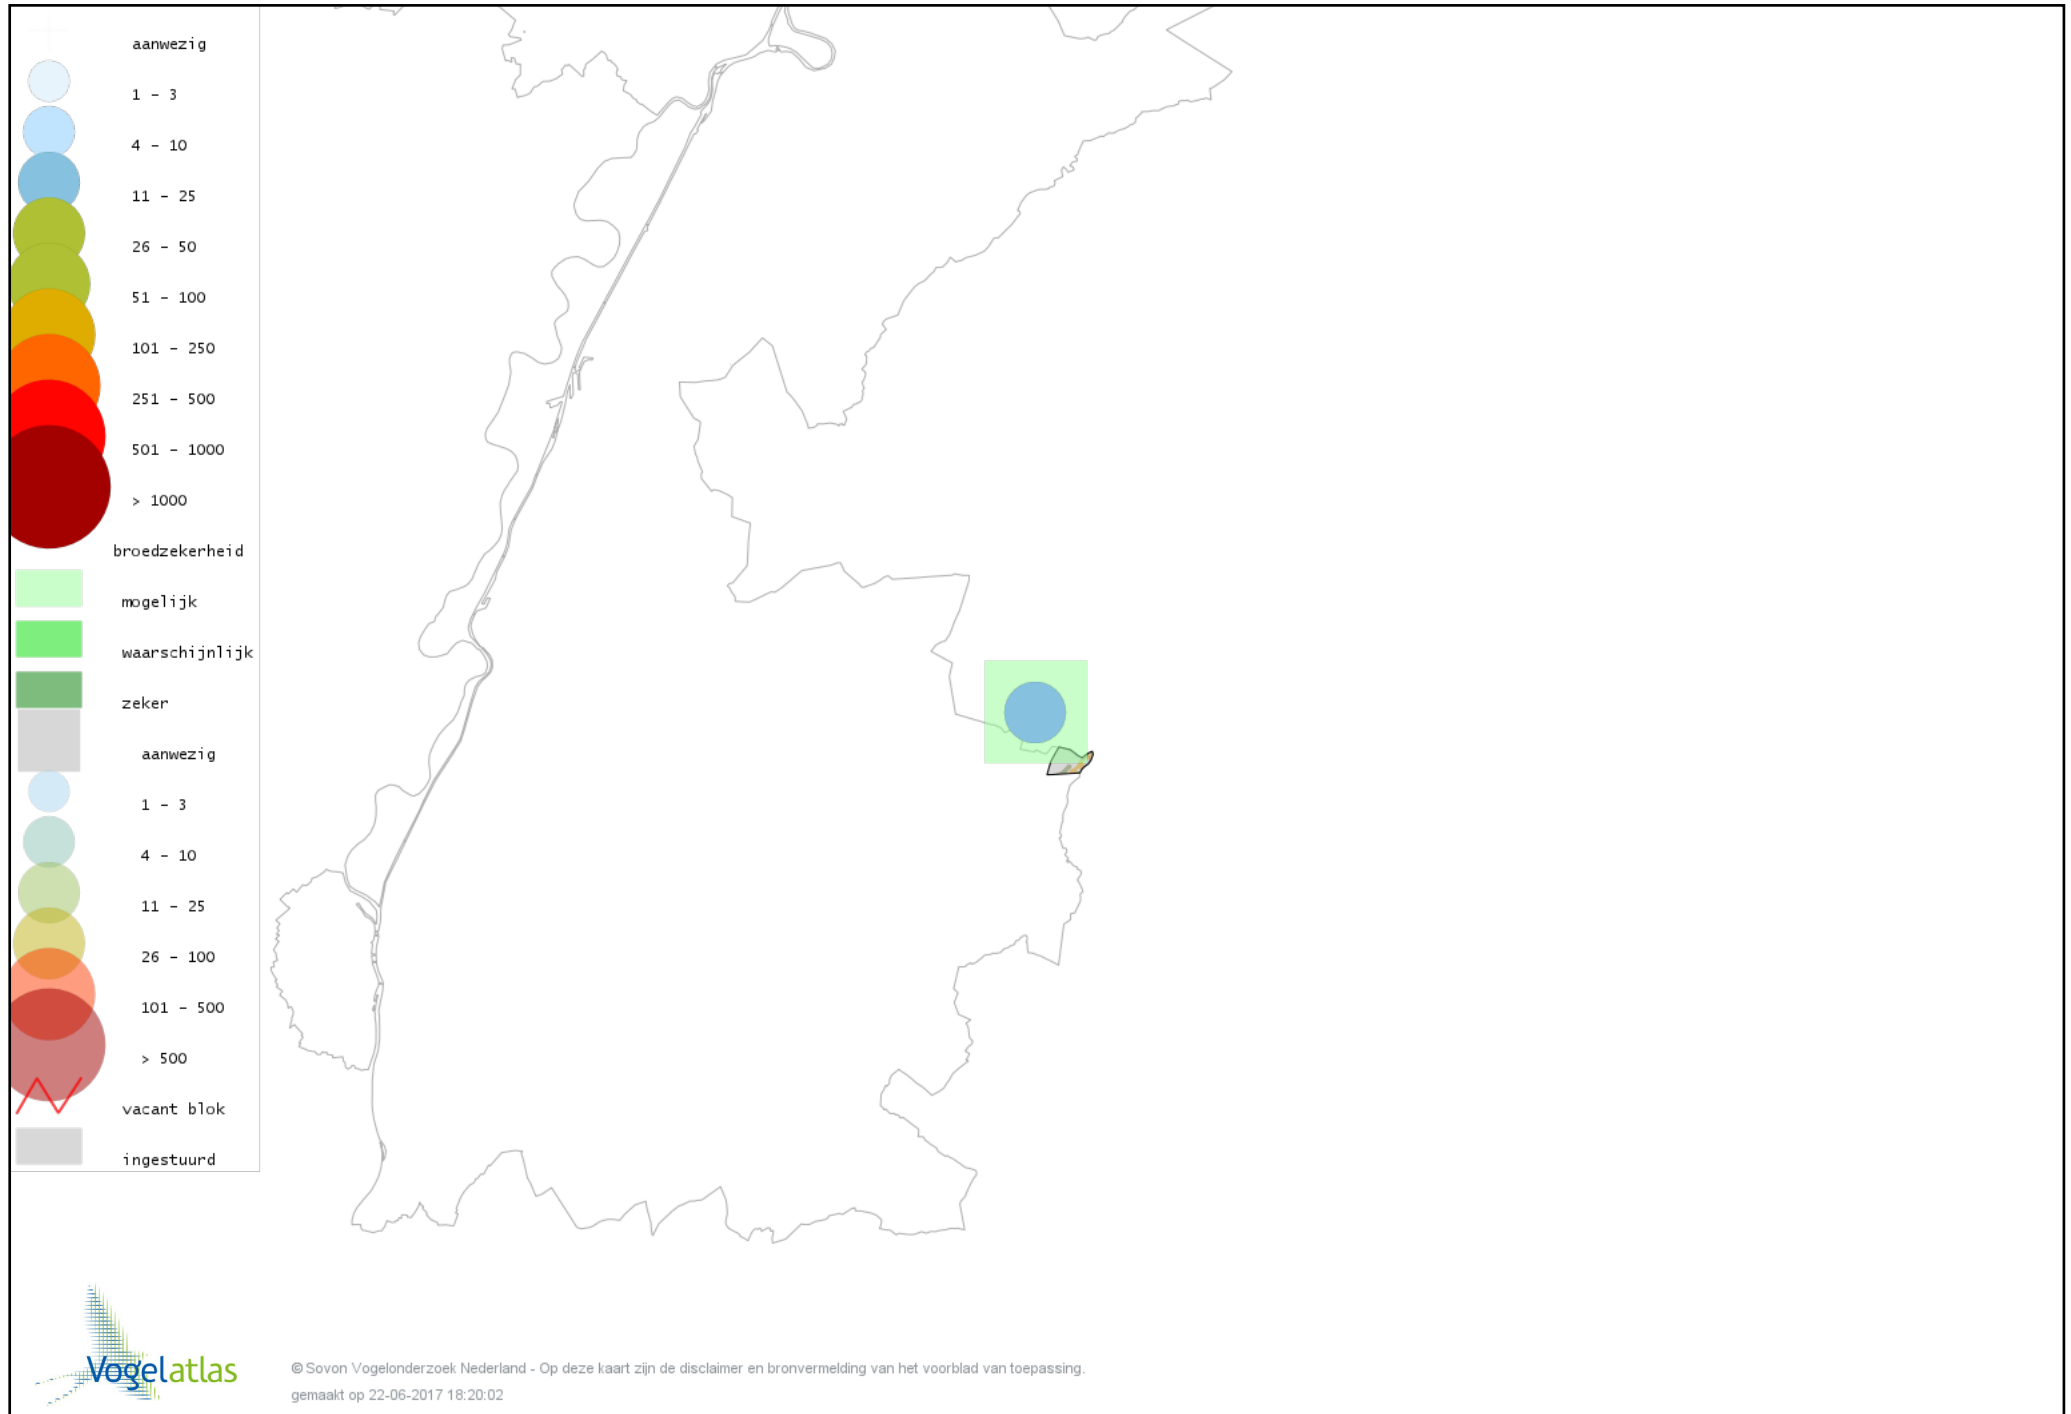 aanwezig
1 - 3
4 - 10
11 - 25
26 - 50
51 - 100
101 - 250
251 - 500
501 - 1000
> 1000
broedzekerheid
mogelijk
waarschijnlijk
zeker
aanwezig
1 - 3
4 - 10
11 - 25
26 - 100
101 - 500
> 500
vacant blok
ingestuurd
Vogelatlas
© Sovon Vogelonderzoek Nederland - Op deze kaart zijn de disclaimer en bronvermelding van het voorblad van toepassing.
gemaakt op 22-06-2017 18:20:02